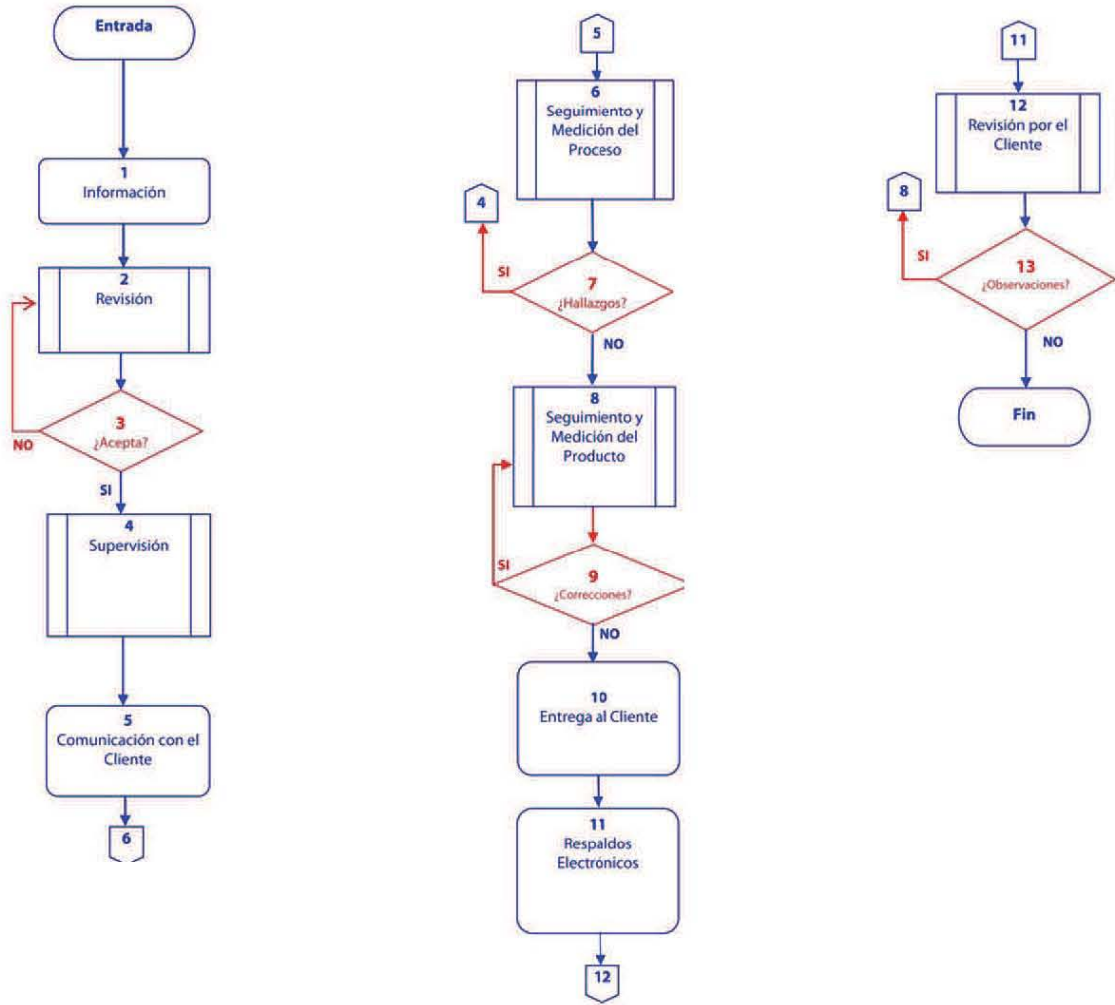 Entrada
1
Información
2
Revisión
3
¿Acepta?
NO
SI
4
Supervisión
5
Comunicación con el
Cliente
6
5
6
Seguimiento y
Medición del
Proceso
4
SI
7
¿Hallazgos?
NO
8
Seguimiento y
Medición del
Producto
SI
9
¿Correcciones?
NO
10
Entrega al Cliente
11
Respaldos
Electrónicos
12
11
12
Revisión por el
Cliente
8
SI
13
¿Observaciones?
NO
Fin